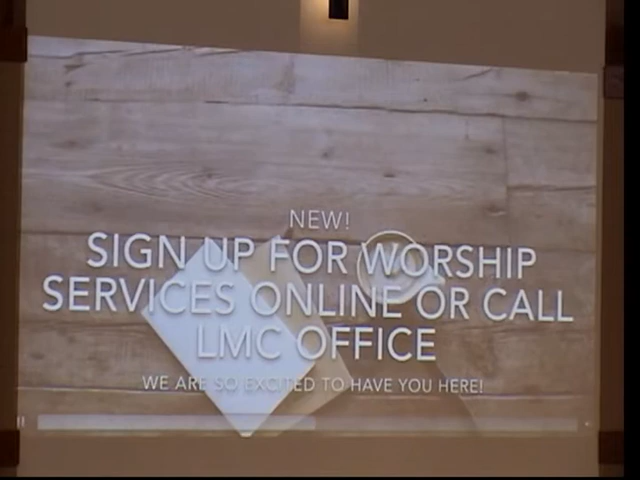 NEW!
SIGN UP FOR WORSHIP
SERVICES ONLINE OR CALL
LMC OFFICE
WE ARE SO EXCITED TO HAVE YOU HERE!